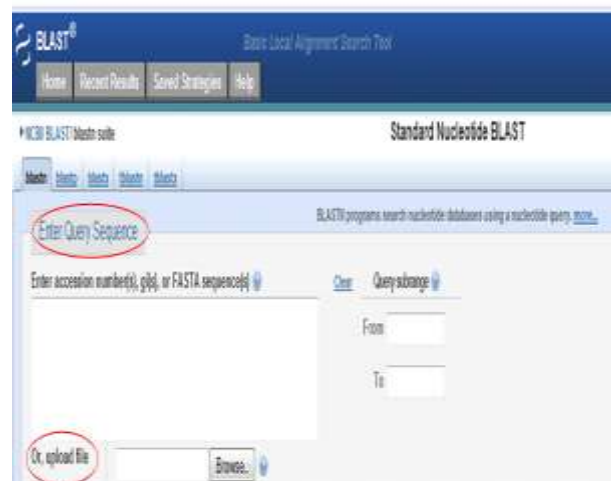 BLAST® Basic Local Alignment Search Tool
Home Recent Results Saved Strategies Help
NCBI BLAST/ blastn suite Standard Nucleotide BLAST
blastn blastp blastx tblastn tblastx
BLASTN programs search nucleotide databases using a nucleotide query. more...
Enter Query Sequence
Enter accession number(s), gi(s), or FASTA sequence(s) Clear Query subrange
From
To
Or, upload file Browse...